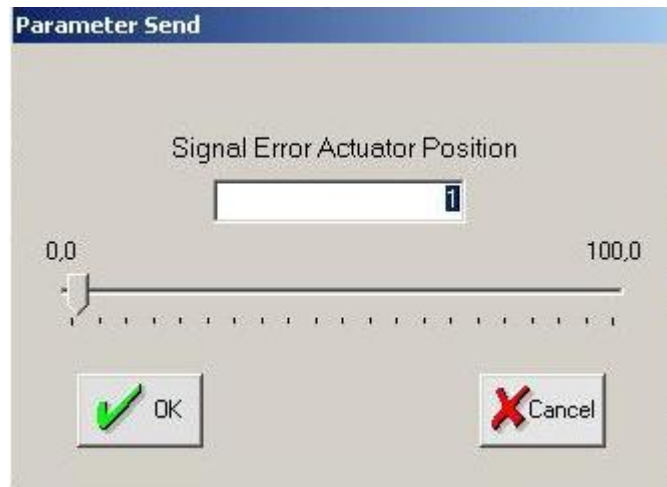 Parameter Send
Signal Error Actuator Position
1
0,0 100,0
OK Cancel